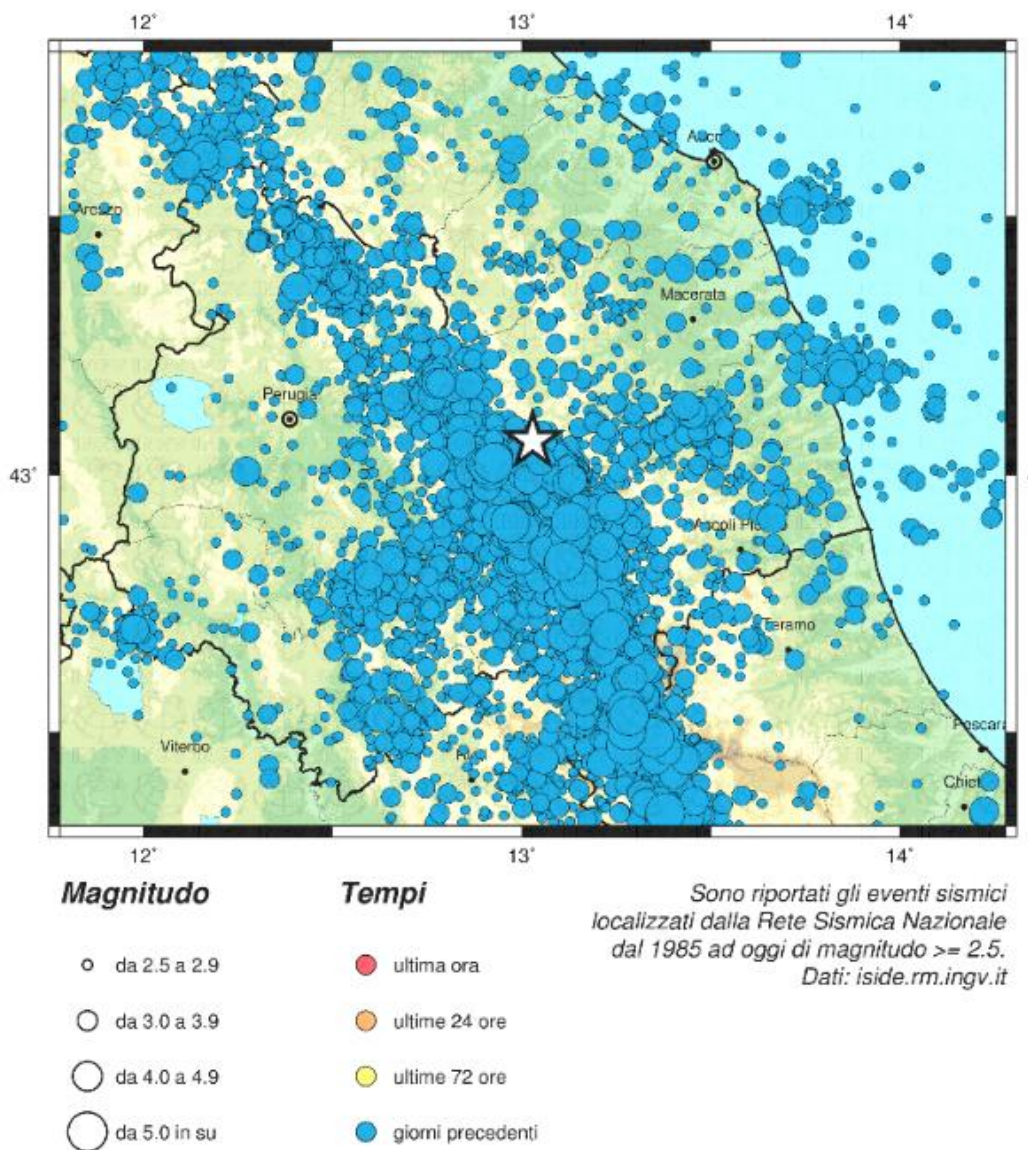 12°
13°
14°
Arezzo
Macerata
Perugia
43°
Teramo
Viterbo
Pescara
Chiet
12°
13°
14°
Magnitudo
Tempi
Sono riportati gli eventi sismici
localizzati dalla Rete Sismica Nazionale
dal 1985 ad oggi di magnitudo >= 2.5.
Dati: iside.rm.ingv.it
da 2.5 a 2.9
ultima ora
da 3.0 a 3.9
ultime 24 ore
da 4.0 a 4.9
ultime 72 ore
da 5.0 in su
giorni precedenti